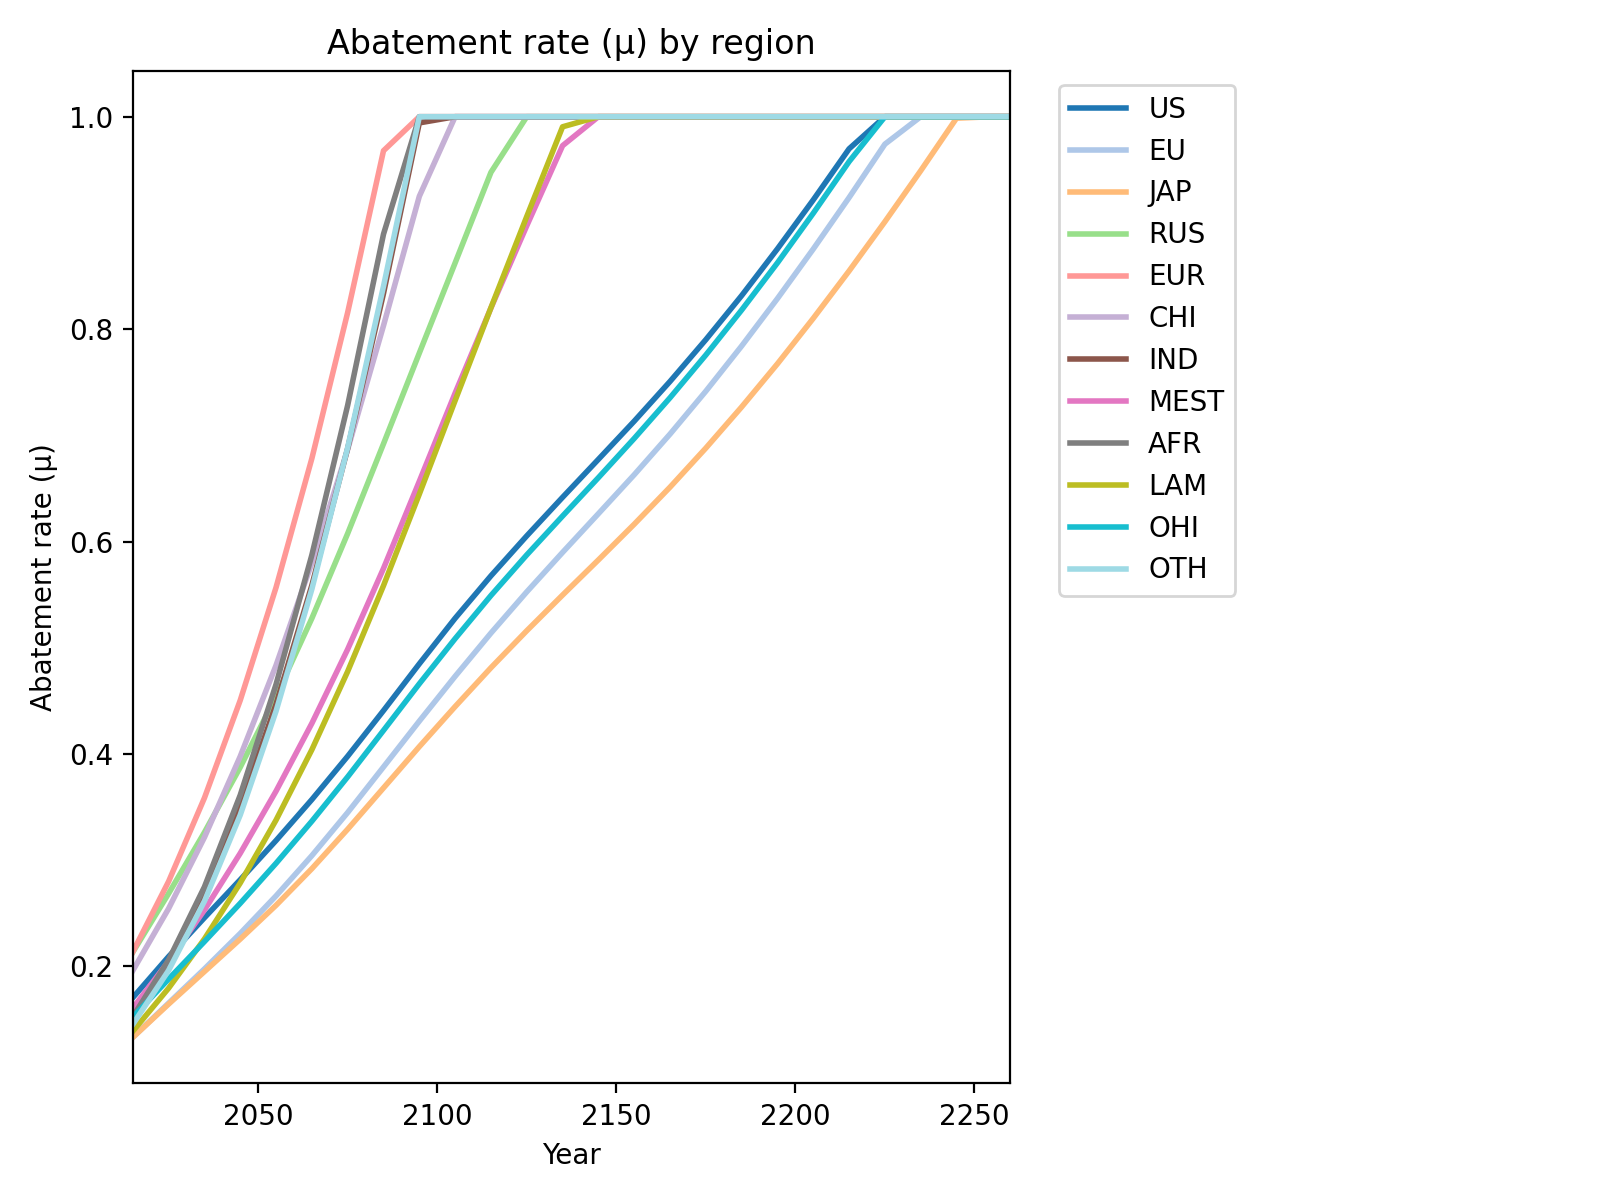 Abatement rate (μ) by region
Abatement rate (μ)
1.0
0.8
0.6
0.4
0.2
2050 2100 2150 2200 2250
Year
US
EU
JAP
RUS
EUR
CHI
IND
MEST
AFR
LAM
OHI
OTH